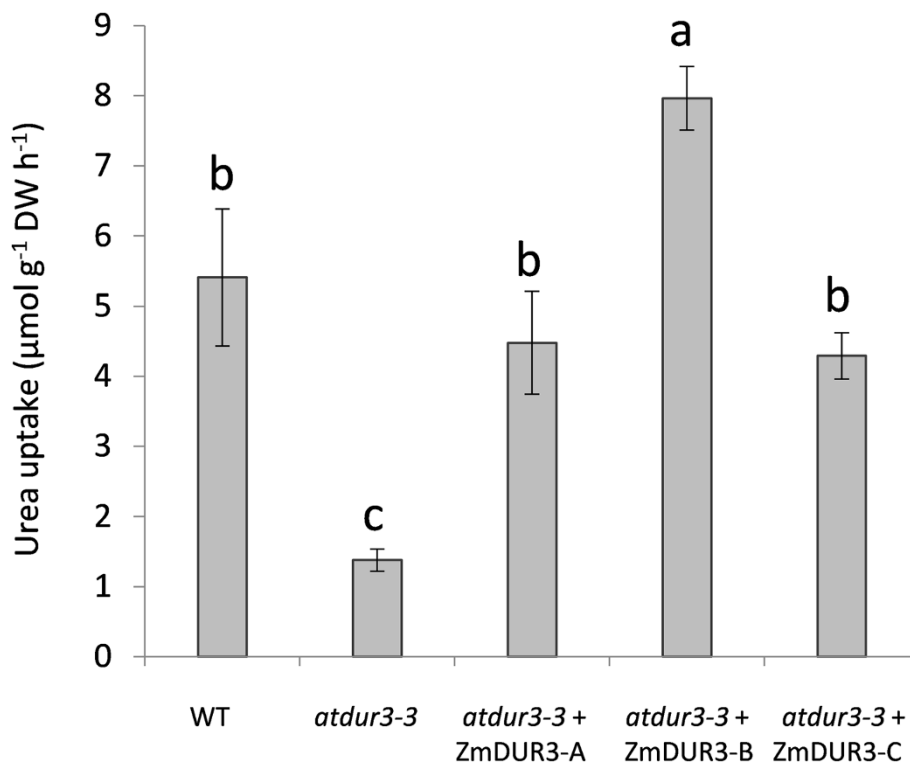 Urea uptake (µmol g⁻¹ DW h⁻¹)
9
8
7
6
5
4
3
2
1
0
b
c
b
a
b
WT
atdur3-3
atdur3-3 +
ZmDUR3-A
atdur3-3 +
ZmDUR3-B
atdur3-3 +
ZmDUR3-C